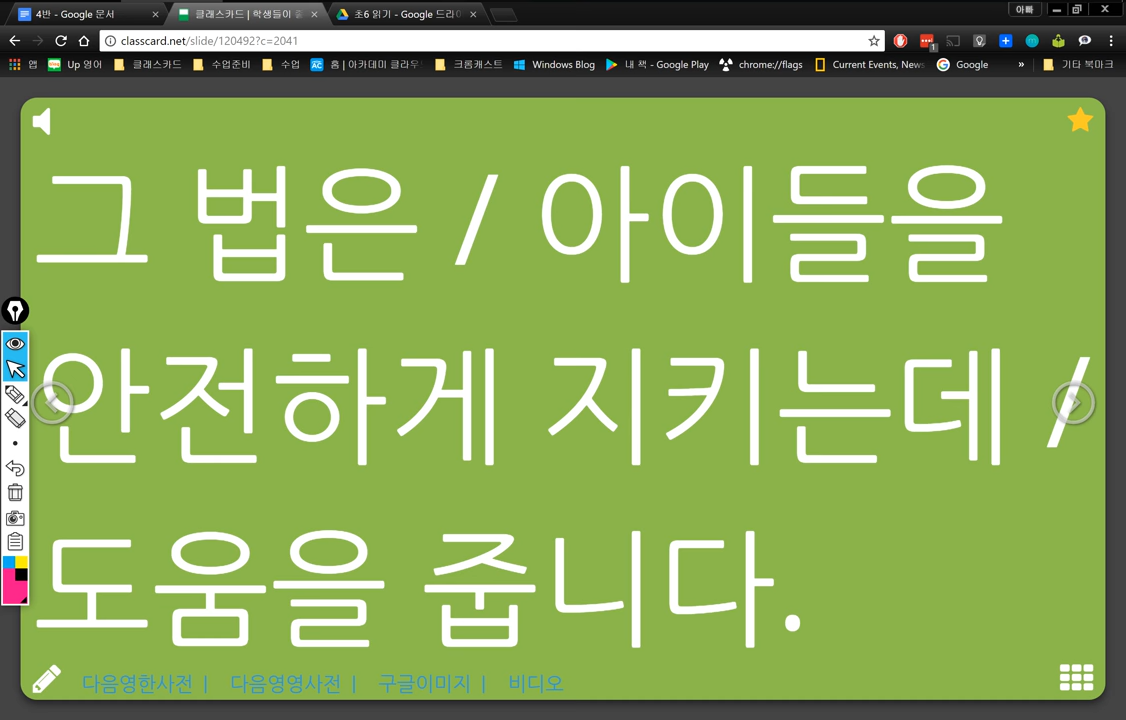 4반 - Google 문서
클래스카드 | 학생들이
초6 읽기 - Google 드라이
아빠
classcard.net/slide/120492?c=2041
1
앱
Up 영어
클래스카드
수업준비
수업
홈 | 아카데미 클라우
크롬캐스트
Windows Blog
내 책 - Google Play
chrome://flags
Current Events, News
Google
»
기타 북마크
그 법은 / 아이들을
안전하게 지키는데 /
도움을 줍니다.
다음영한사전 | 다음영영사전 | 구글이미지 | 비디오